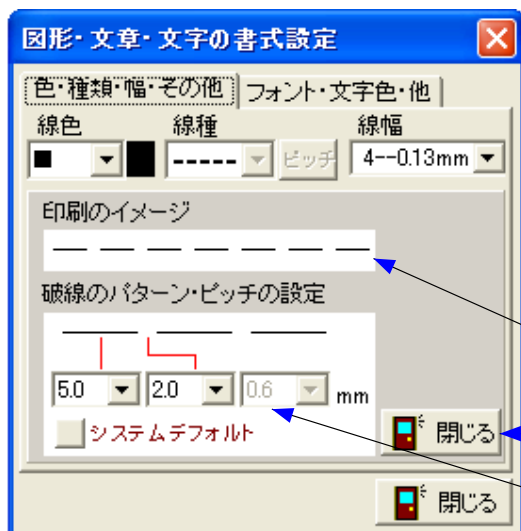 図形・文章・文字の書式設定
色・種類・幅・その他 フォント・文字色・他
線色 線種 線幅
ピッチ 4--0.13mm
印刷のイメージ
破線のパターン・ピッチの設定
5.0 2.0 0.6 mm
システムデフォルト
閉じる
閉じる